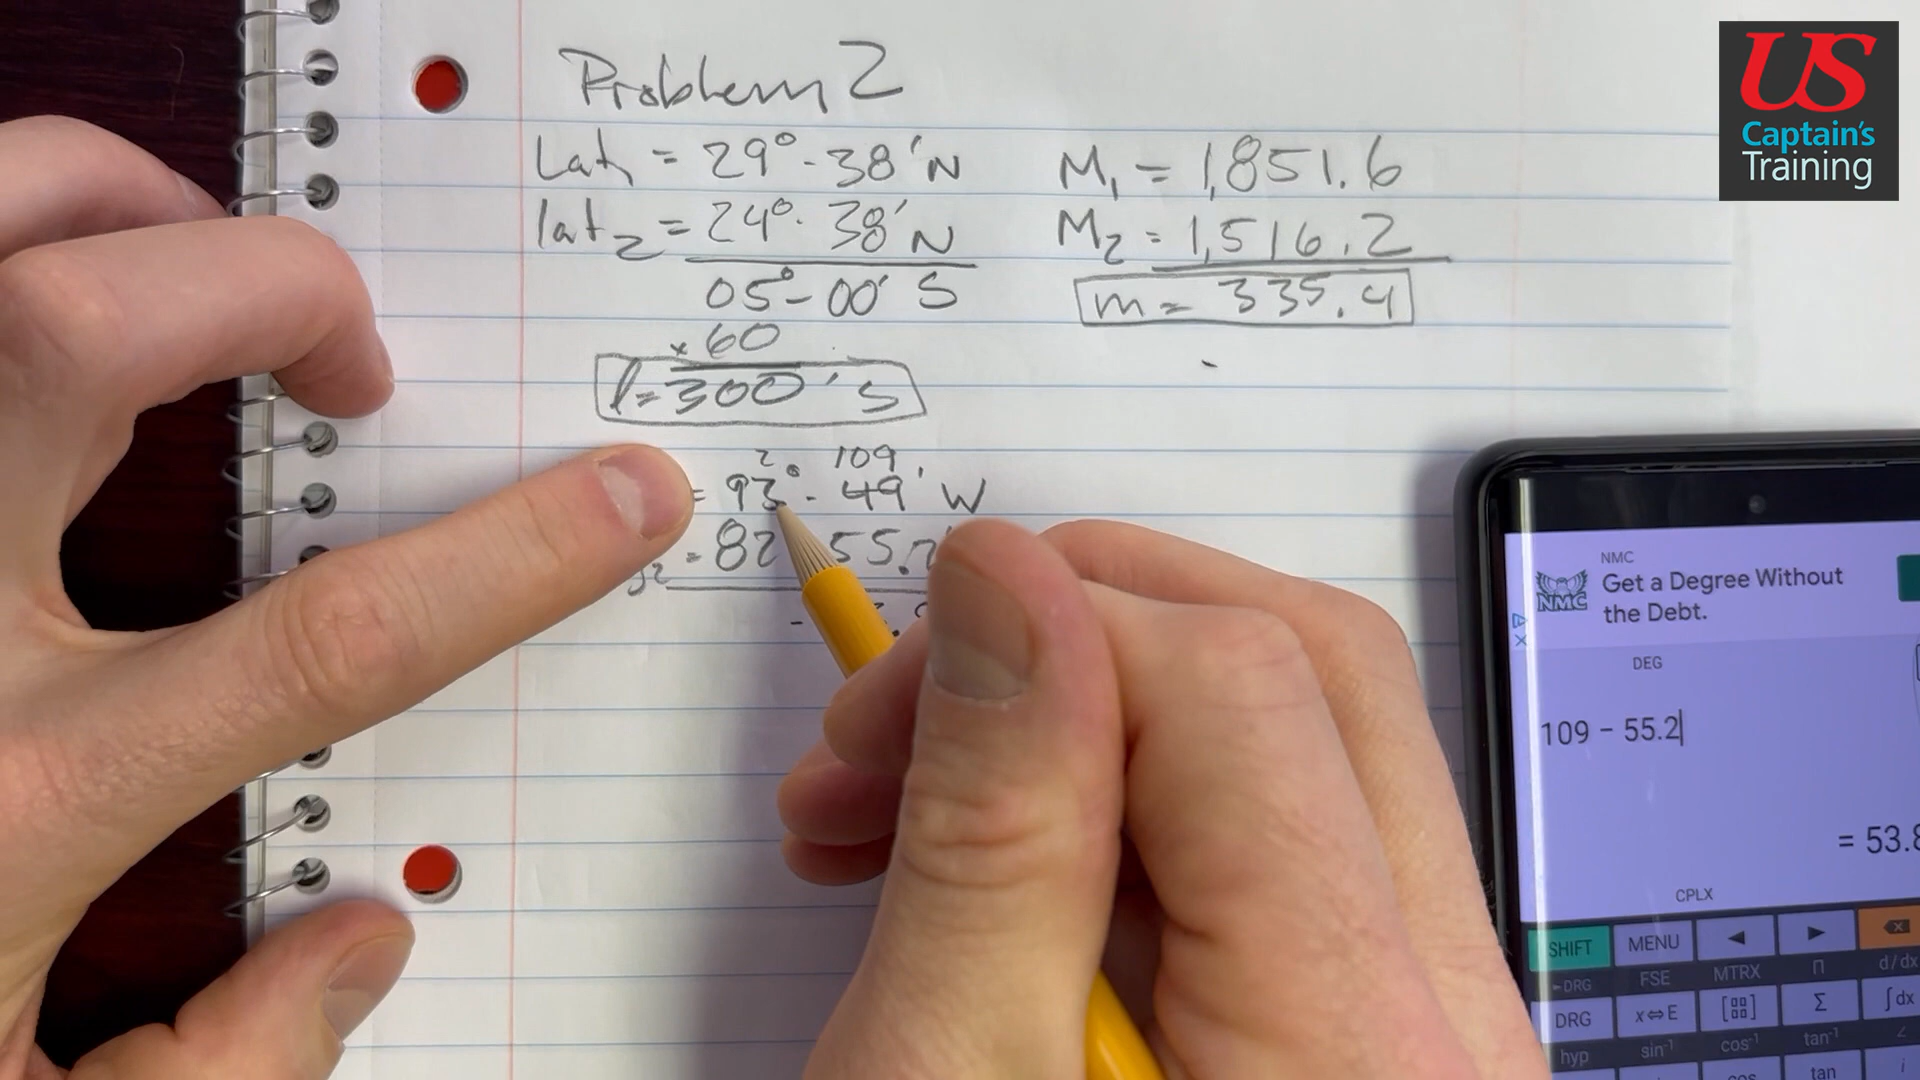 Problem 2
Lat1 = 29° - 38' N
lat2 = 24° - 38' N
05° - 00' S
× 60
l = 300' S
M1 = 1,851.6
M2 = 1,516.2
m = 335.4
2 109
= 93° - 49' W
2 = 82 55.2
US
Captain's
Training
NMC
NMC
Get a Degree Without
the Debt.
DEG
109 - 55.2
= 53.8
CPLX
SHIFT
MENU
◄
►
DRG
FSE
MTRX
Π
d/dx
DRG
x⇔E
Σ
∫dx
hyp
sin-1
cos-1
tan-1
∠
cos
tan
i